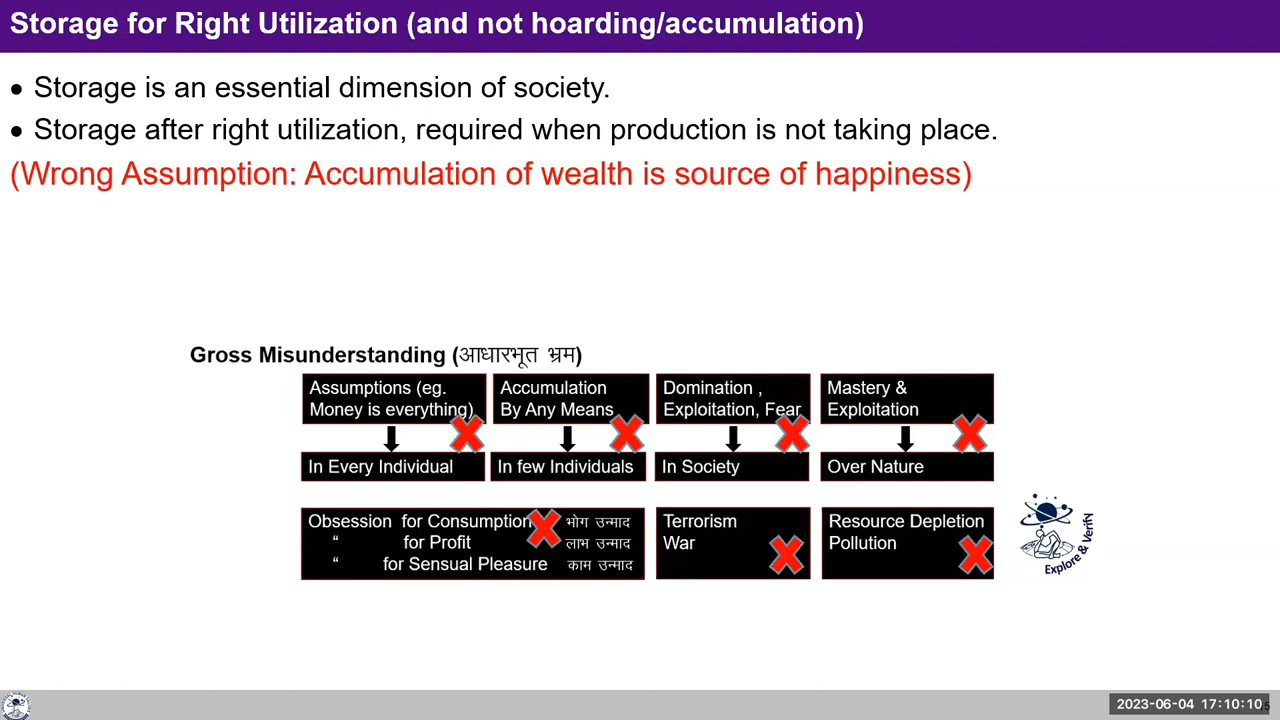 Storage for Right Utilization (and not hoarding/accumulation)
• Storage is an essential dimension of society.
• Storage after right utilization, required when production is not taking place.
(Wrong Assumption: Accumulation of wealth is source of happiness)
Gross Misunderstanding (आधारभूत भ्रम)
Assumptions (eg.
Money is everything)
Accumulation
By Any Means
Domination ,
Exploitation, Fear
Mastery &
Exploitation
In Every Individual
In few Individuals
In Society
Over Nature
Obsession for Consumption भोग उन्माद
“ for Profit लाभ उन्माद
“ for Sensual Pleasure काम उन्माद
Terrorism
War
Resource Depletion
Pollution
Explore & Verify
2023-06-04 17:10:10